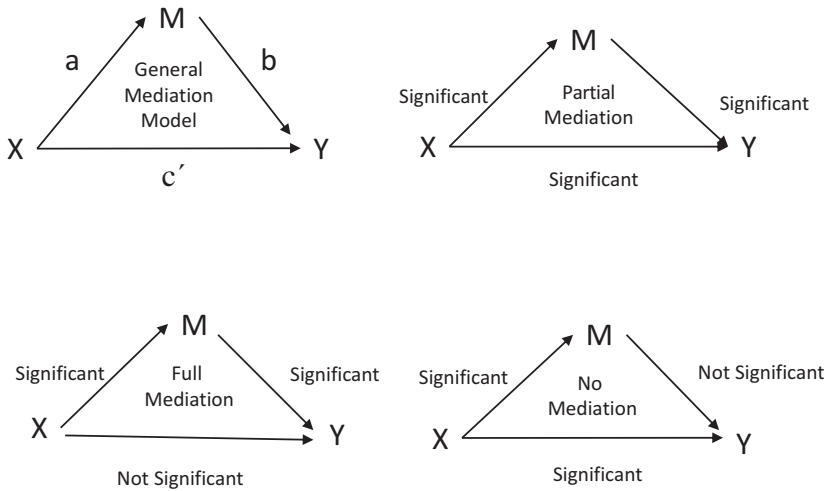 M
a
b
General
Mediation
Model
X
Y
c´
M
Significant
Partial
Mediation
Significant
X
Y
Significant
M
Significant
Full
Mediation
Significant
X
Y
Not Significant
M
Significant
No
Mediation
Not Significant
X
Y
Significant